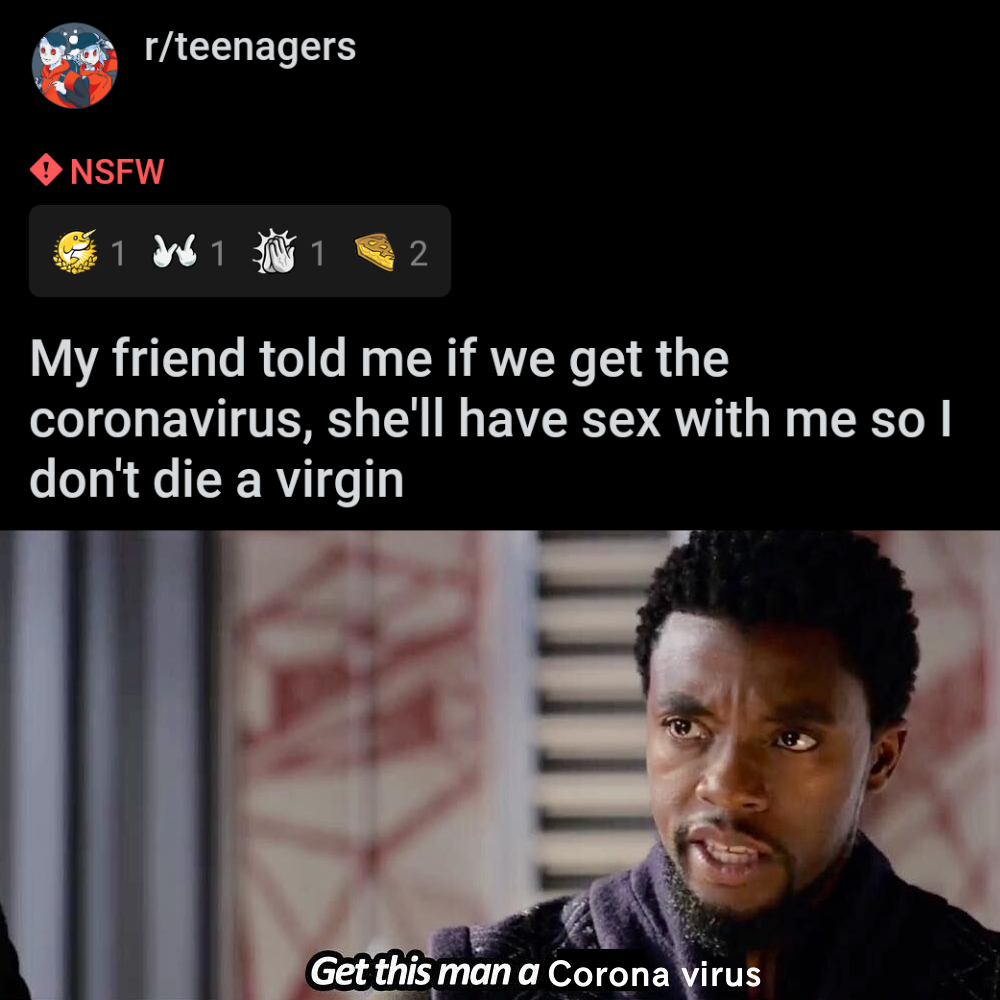 r/teenagers
NSFW
1 1 1 2
My friend told me if we get the
coronavirus, she'll have sex with me so I
don't die a virgin
Get this man a Corona virus